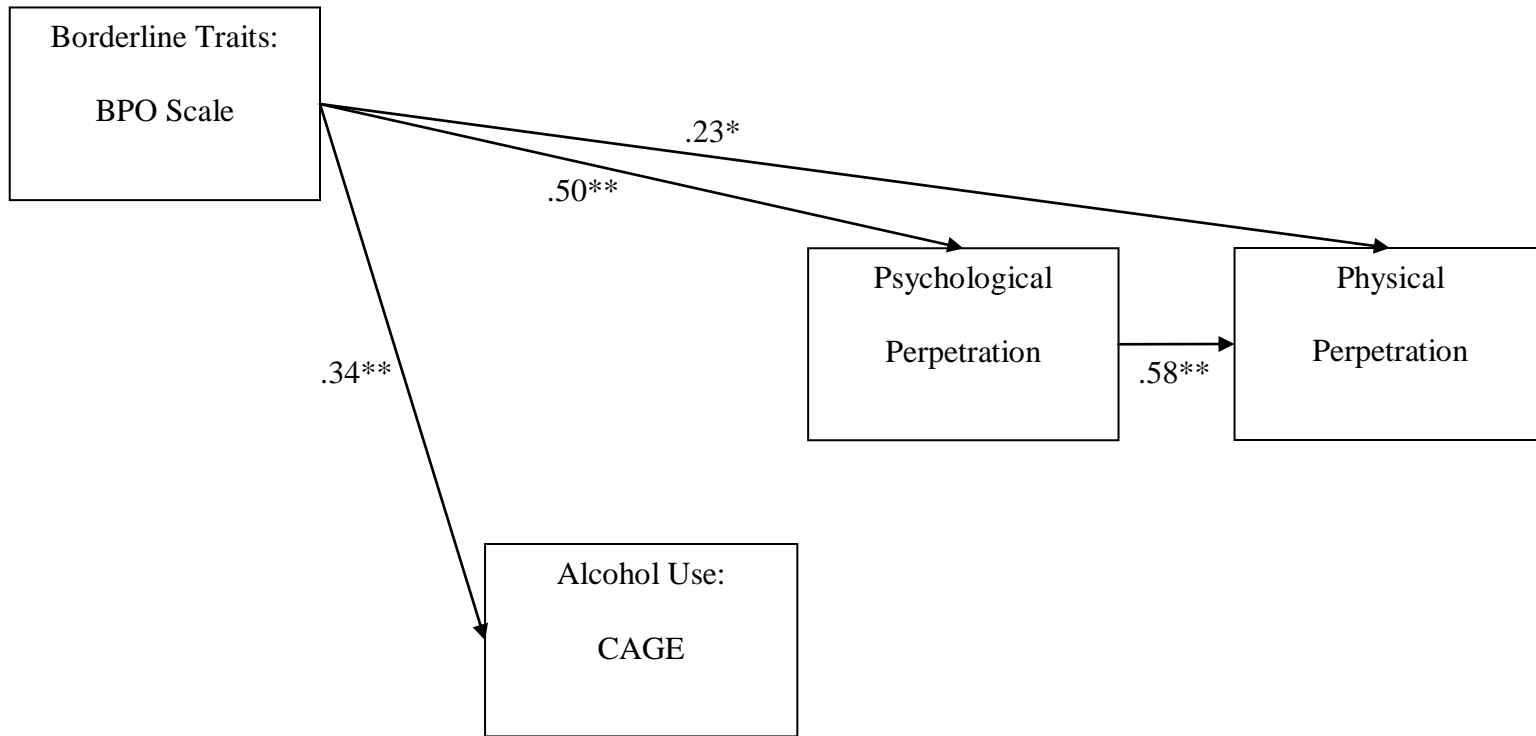 Borderline Traits:
BPO Scale
.23*
.50**
Psychological
Perpetration
Physical
Perpetration
.58**
.34**
Alcohol Use:
CAGE